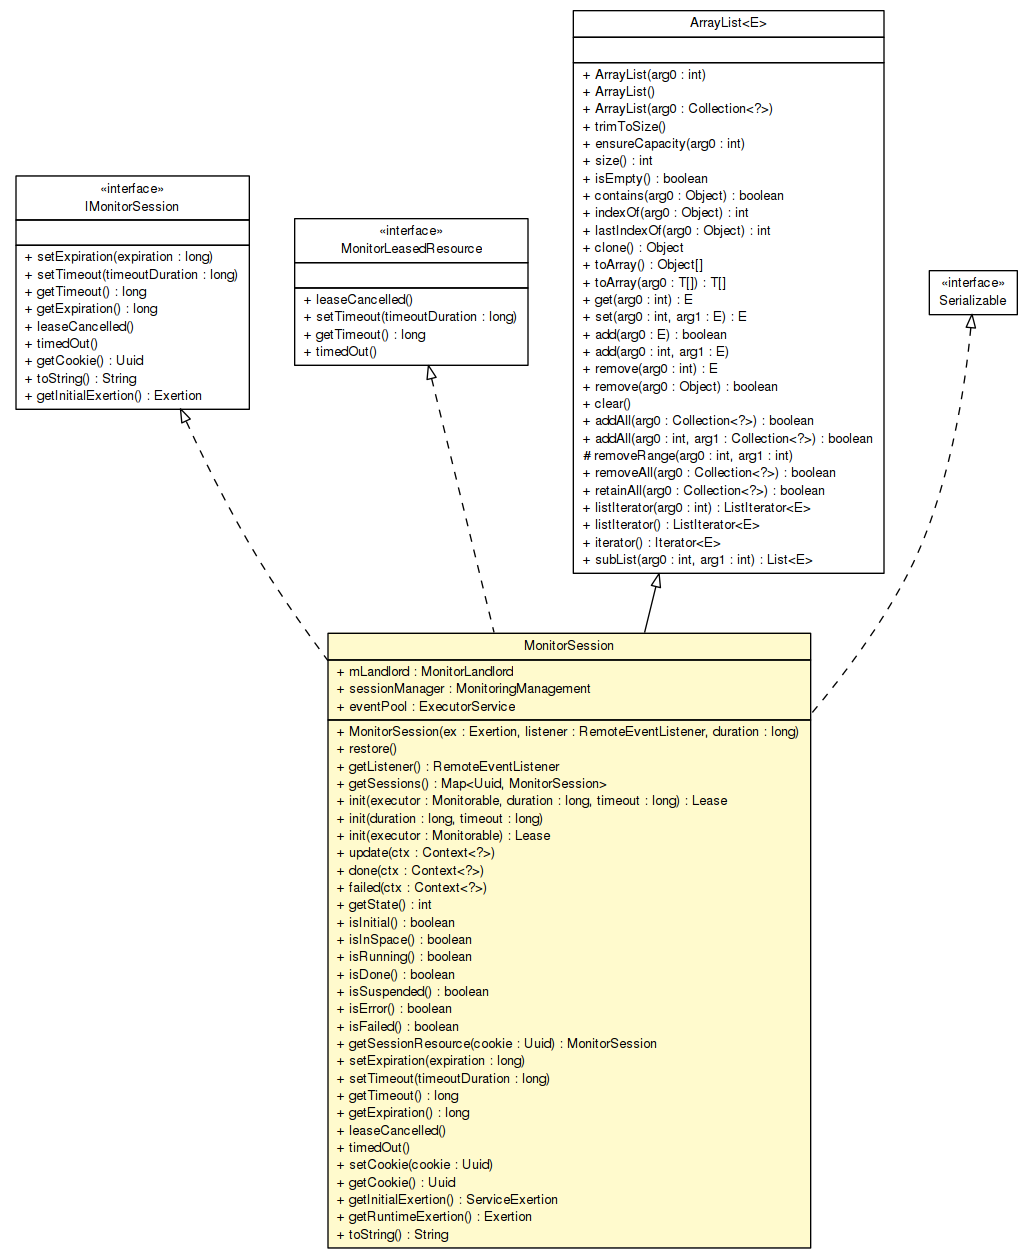 ArrayList<E>
+ ArrayList(arg0 : int)
+ ArrayList()
+ ArrayList(arg0 : Collection<?>)
+ trimToSize()
+ ensureCapacity(arg0 : int)
+ size() : int
+ isEmpty() : boolean
+ contains(arg0 : Object) : boolean
+ indexOf(arg0 : Object) : int
+ lastIndexOf(arg0 : Object) : int
+ clone() : Object
+ toArray() : Object[]
+ toArray(arg0 : T[]) : T[]
+ get(arg0 : int) : E
+ set(arg0 : int, arg1 : E) : E
+ add(arg0 : E) : boolean
+ add(arg0 : int, arg1 : E)
+ remove(arg0 : int) : E
+ remove(arg0 : Object) : boolean
+ clear()
+ addAll(arg0 : Collection<?>) : boolean
+ addAll(arg0 : int, arg1 : Collection<?>) : boolean
# removeRange(arg0 : int, arg1 : int)
+ removeAll(arg0 : Collection<?>) : boolean
+ retainAll(arg0 : Collection<?>) : boolean
+ listIterator(arg0 : int) : ListIterator<E>
+ listIterator() : ListIterator<E>
+ iterator() : Iterator<E>
+ subList(arg0 : int, arg1 : int) : List<E>
«interface»
IMonitorSession
+ setExpiration(expiration : long)
+ setTimeout(timeoutDuration : long)
+ getTimeout() : long
+ getExpiration() : long
+ leaseCancelled()
+ timedOut()
+ getCookie() : Uuid
+ toString() : String
+ getInitialExertion() : Exertion
«interface»
MonitorLeasedResource
+ leaseCancelled()
+ setTimeout(timeoutDuration : long)
+ getTimeout() : long
+ timedOut()
«interface»
Serializable
MonitorSession
+ mLandlord : MonitorLandlord
+ sessionManager : MonitoringManagement
+ eventPool : ExecutorService
+ MonitorSession(ex : Exertion, listener : RemoteEventListener, duration : long)
+ restore()
+ getListener() : RemoteEventListener
+ getSessions() : Map<Uuid, MonitorSession>
+ init(executor : Monitorable, duration : long, timeout : long) : Lease
+ init(duration : long, timeout : long)
+ init(executor : Monitorable) : Lease
+ update(ctx : Context<?>)
+ done(ctx : Context<?>)
+ failed(ctx : Context<?>)
+ getState() : int
+ isInitial() : boolean
+ isInSpace() : boolean
+ isRunning() : boolean
+ isDone() : boolean
+ isSuspended() : boolean
+ isError() : boolean
+ isFailed() : boolean
+ getSessionResource(cookie : Uuid) : MonitorSession
+ setExpiration(expiration : long)
+ setTimeout(timeoutDuration : long)
+ getTimeout() : long
+ getExpiration() : long
+ leaseCancelled()
+ timedOut()
+ setCookie(cookie : Uuid)
+ getCookie() : Uuid
+ getInitialExertion() : ServiceExertion
+ getRuntimeExertion() : Exertion
+ toString() : String